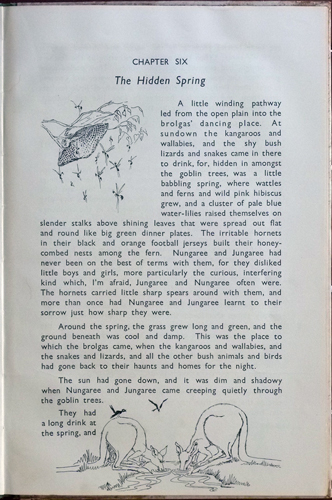 CHAPTER SIX
The Hidden Spring
A little winding pathway
led from the open plain into the
brolgas' dancing place. At
sundown the kangaroos and
wallabies, and the shy bush
lizards and snakes came in there
to drink, for, hidden in amongst
the goblin trees, was a little
babbling spring, where wattles
and ferns and wild pink hibiscus
grew, and a cluster of pale blue
water-lilies raised themselves on
slender stalks above shining leaves that were spread out flat
and round like big green dinner plates. The irritable hornets
in their black and orange football jerseys built their honey-
combed nests among the fern. Nungaree and Jungaree had
never been on the best of terms with them, for they disliked
little boys and girls, more particularly the curious, interfering
kind which, I'm afraid, Jungaree and Nungaree often were.
The hornets carried little sharp spears around with them, and
more than once had Nungaree and Jungaree learnt to their
sorrow just how sharp they were.
Around the spring, the grass grew long and green, and the
ground beneath was cool and damp. This was the place to
which the brolgas came, when the kangaroos and wallabies, and
the snakes and lizards, and all the other bush animals and birds
had gone back to their haunts and homes for the night.
The sun had gone down, and it was dim and shadowy
when Nungaree and Jungaree came creeping quietly through
the goblin trees.
They had
a long drink at
the spring, and